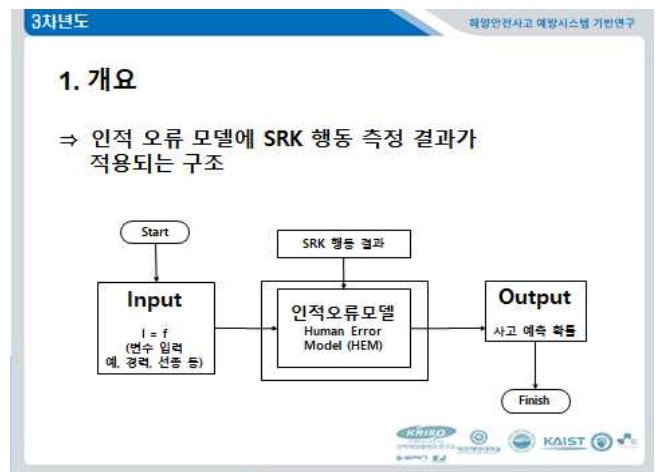 3차년도
해양안전사고 예방시스템 기반연구
1. 개요
⇒ 인적 오류 모델에 SRK 행동 측정 결과가
적용되는 구조
Start
SRK 행동 결과
Input
I = f
(변수 입력
예, 경력, 선종 등)
인적오류모델
Human Error
Model (HEM)
Output
사고 예측 확률
Finish
KRISO
KAIST